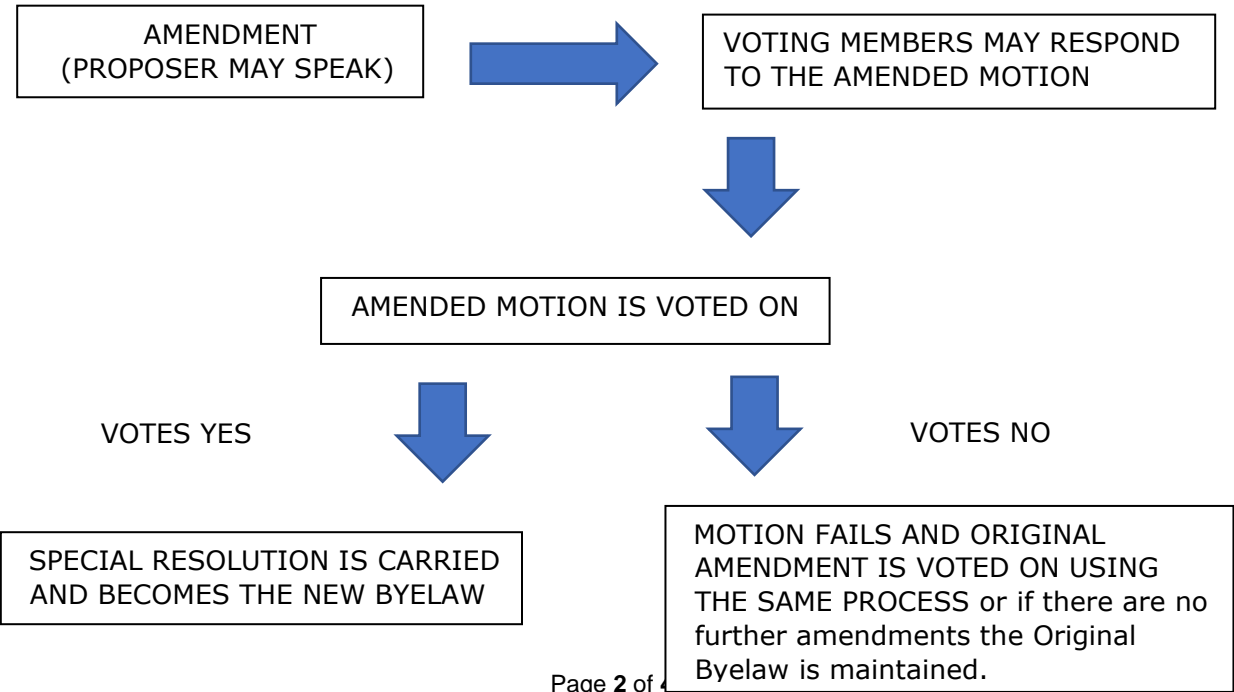 AMENDMENT
(PROPOSER MAY SPEAK)
VOTING MEMBERS MAY RESPOND
TO THE AMENDED MOTION
AMENDED MOTION IS VOTED ON
VOTES YES
VOTES NO
SPECIAL RESOLUTION IS CARRIED
AND BECOMES THE NEW BYELAW
MOTION FAILS AND ORIGINAL
AMENDMENT IS VOTED ON USING
THE SAME PROCESS or if there are no
further amendments the Original
Byelaw is maintained.
Page 2 of